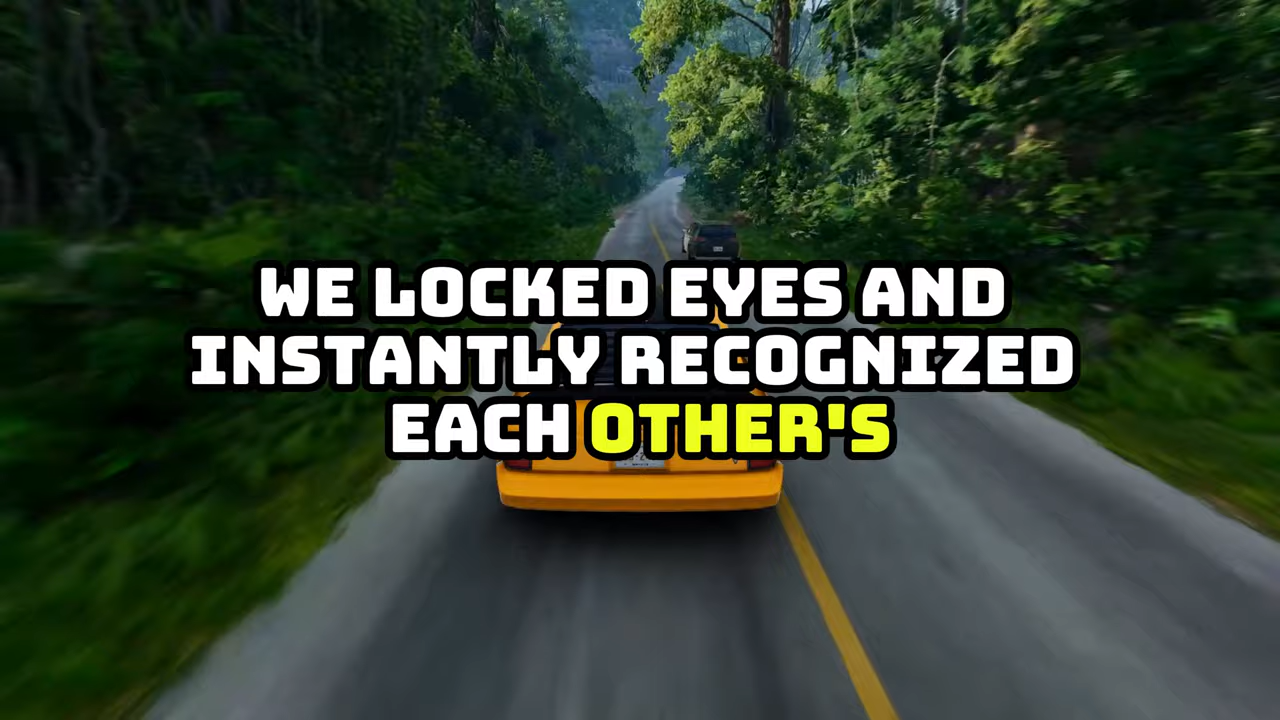 WE LOCKED EYES AND
INSTANTLY RECOGNIZED
EACH OTHER'S